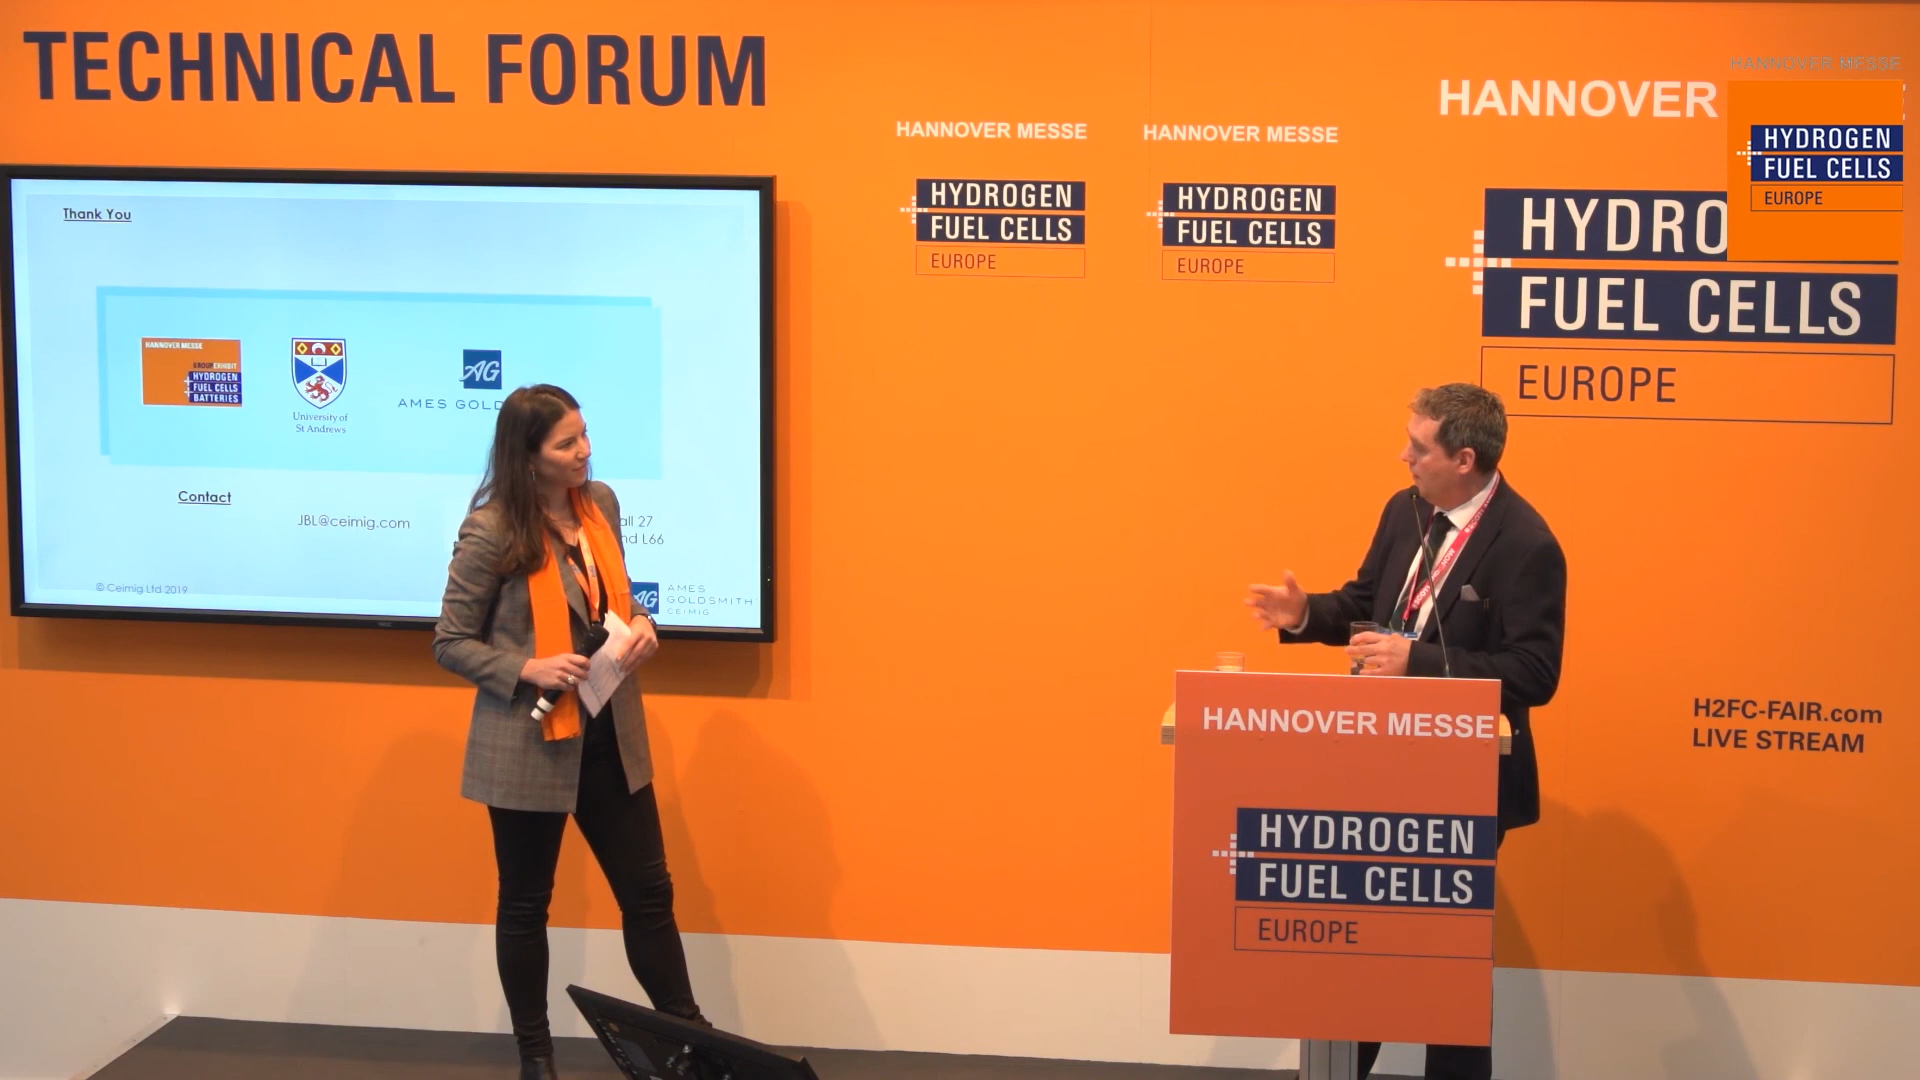 TECHNICAL FORUM
Thank You
HANNOVER MESSE
GROUP EXHIBIT
HYDROGEN
FUEL CELLS
BATTERIES
University of
St Andrews
AG
AMES GOLD
Contact
JBL@ceimig.com
all 27
nd L66
© Ceimig Ltd 2019
AG
AMES
GOLDSMITH
CEIMIG
HANNOVER MESSE
HYDROGEN
FUEL CELLS
EUROPE
HANNOVER MESSE
HYDROGEN
FUEL CELLS
EUROPE
HANNOVER
HYDRO
FUEL CELLS
EUROPE
HANNOVER MESSE
HYDROGEN
FUEL CELLS
EUROPE
H2FC-FAIR.com
LIVE STREAM
HANNOVER MESSE
HYDROGEN
FUEL CELLS
EUROPE